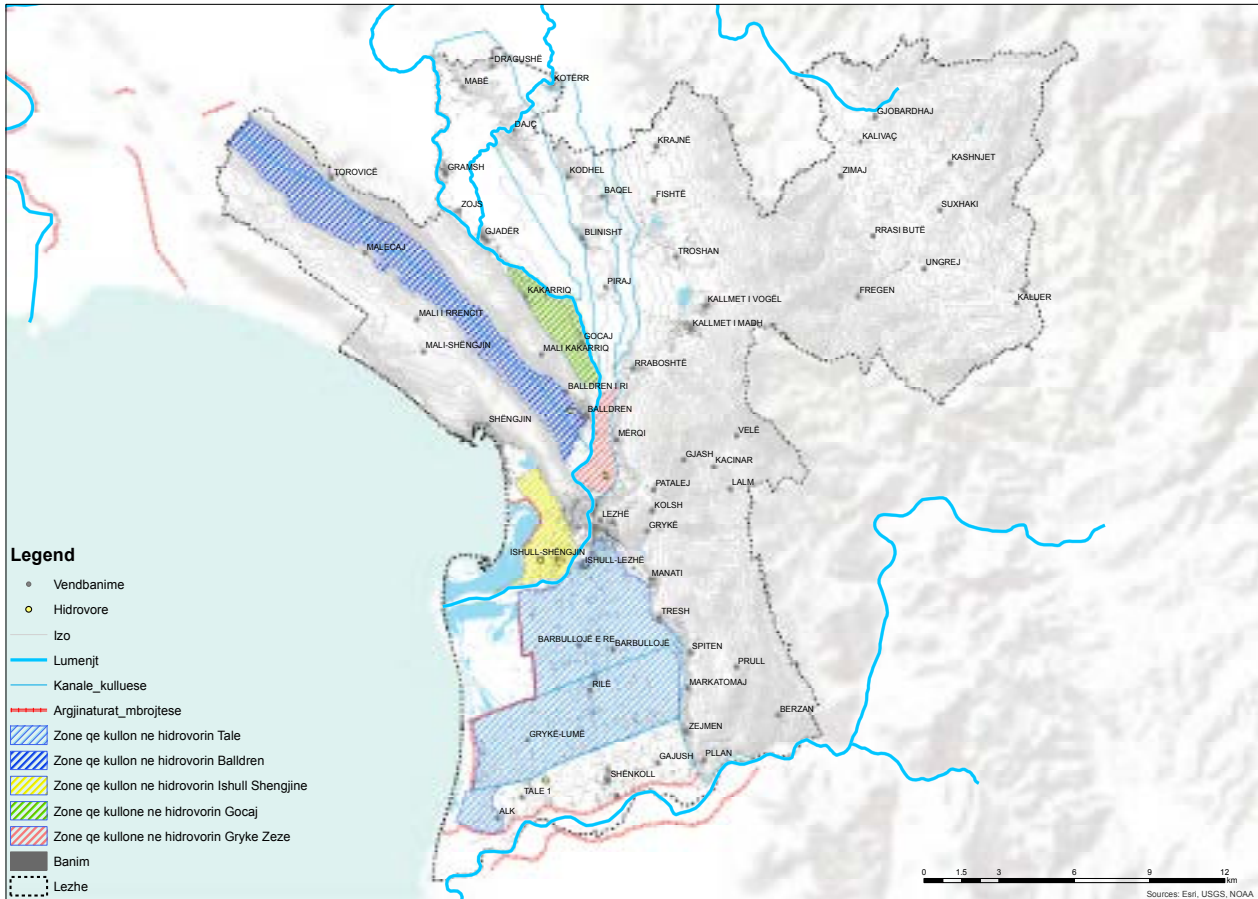 DRAGUSHË
MABË
KOTËRR
GJOBARDHAJ
DAJÇ
KRAJNË
KALIVAÇ
KASHNJET
TOROVICË
GRAMSH
KODHEL
ZIMAJ
BAQEL
FISHTË
ZOJS
SUXHAKI
GJADËR
BLINISHT
RRASI BUTË
MALECAJ
TROSHAN
UNGREJ
KAKARRIQ
PIRAJ
KALLMET I VOGËL
FREGEN
KALUER
MALI I RRENCIT
KALLMET I MADH
GOCAJ
MALI-SHËNGJIN
MALI KAKARRIQ
RRABOSHTË
BALLDREN I RI
BALLDREN
SHËNGJIN
MËRQI
VELË
GJASH
KACINAR
PATALEJ
LALM
KOLSH
LEZHË
GRYKË
ISHULL-SHËNGJIN
ISHULL-LEZHË
MANATI
TRESH
BARBULLOJË E RE
BARBULLOJË
SPITEN
PRULL
RILË
MARKATOMAJ
BERZAN
ZEJMEN
GRYKË-LUMË
GAJUSH
PLLAN
SHËNKOLL
TALE 1
ALK
Legend
Vendbanime
Hidrovore
Izo
Lumenjt
Kanale_kulluese
Argjinaturat_mbrojtese
Zone qe kullon ne hidrovorin Tale
Zone qe kullon ne hidrovorin Balldren
Zone qe kullone ne hidrovorin Ishull Shengjine
Zone qe kullone ne hidrovorin Gocaj
Zone qe kullone ne hidrovorin Gryke Zeze
Banim
Lezhe
0 1.5 3 6 9 12
km
Sources: Esri, USGS, NOAA